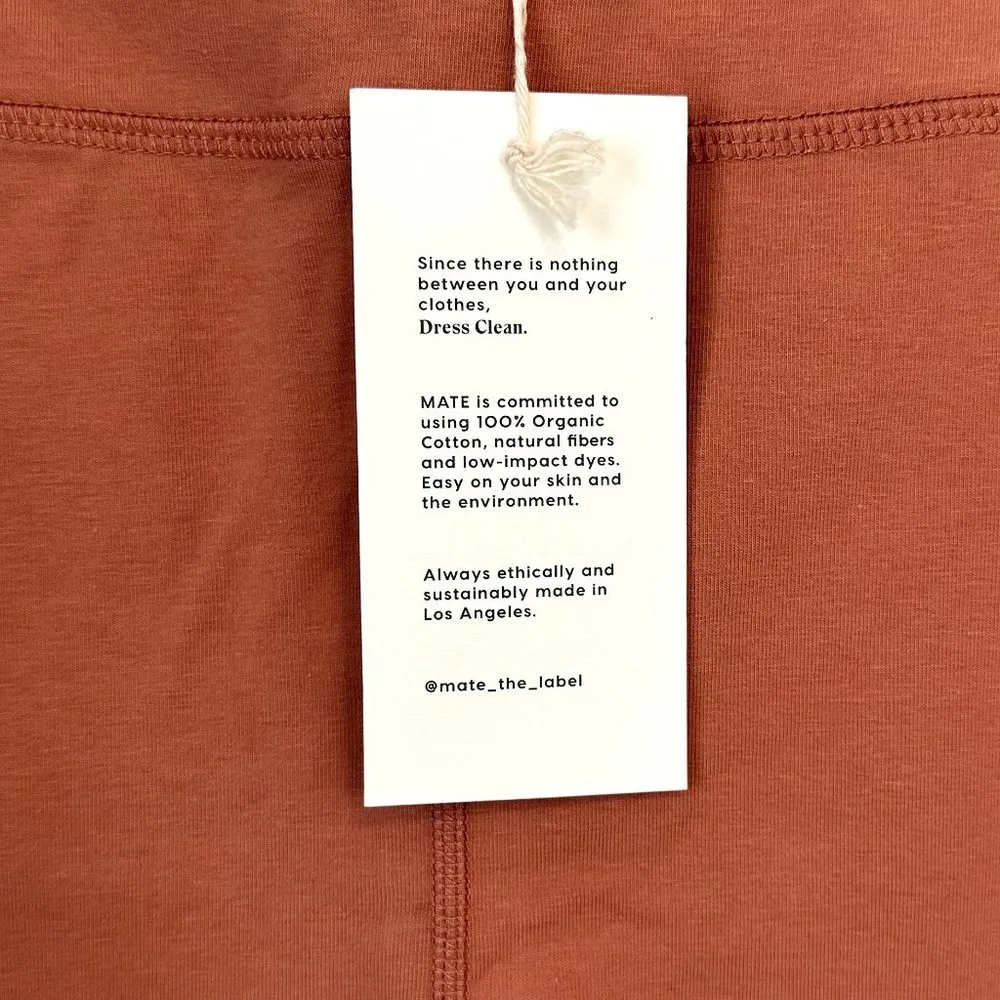 Since there is nothing
between you and your
clothes,
Dress Clean.
MATE is committed to
using 100% Organic
Cotton, natural fibers
and low-impact dyes.
Easy on your skin and
the environment.
Always ethically and
sustainably made in
Los Angeles.
@mate_the_label